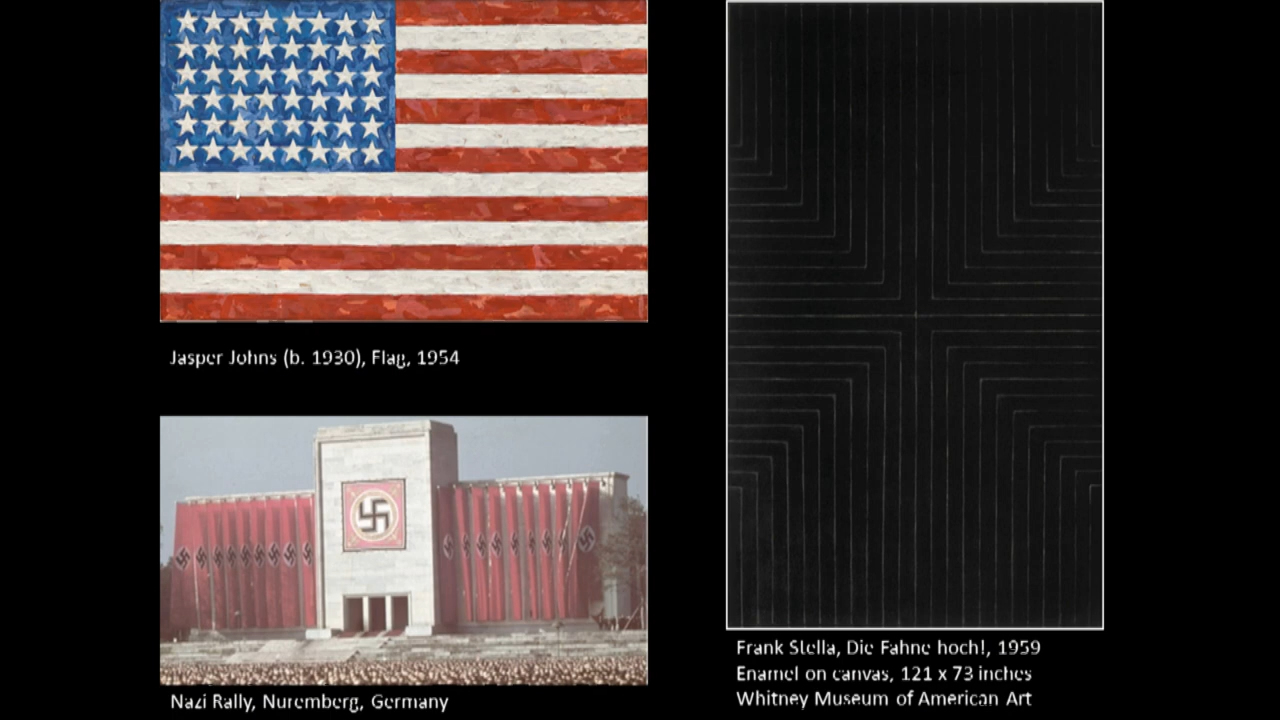 Jasper Johns (b. 1930), Flag, 1954
Nazi Rally, Nuremberg, Germany
Frank Stella, Die Fahne hoch!, 1959
Enamel on canvas, 121 x 73 inches
Whitney Museum of American Art